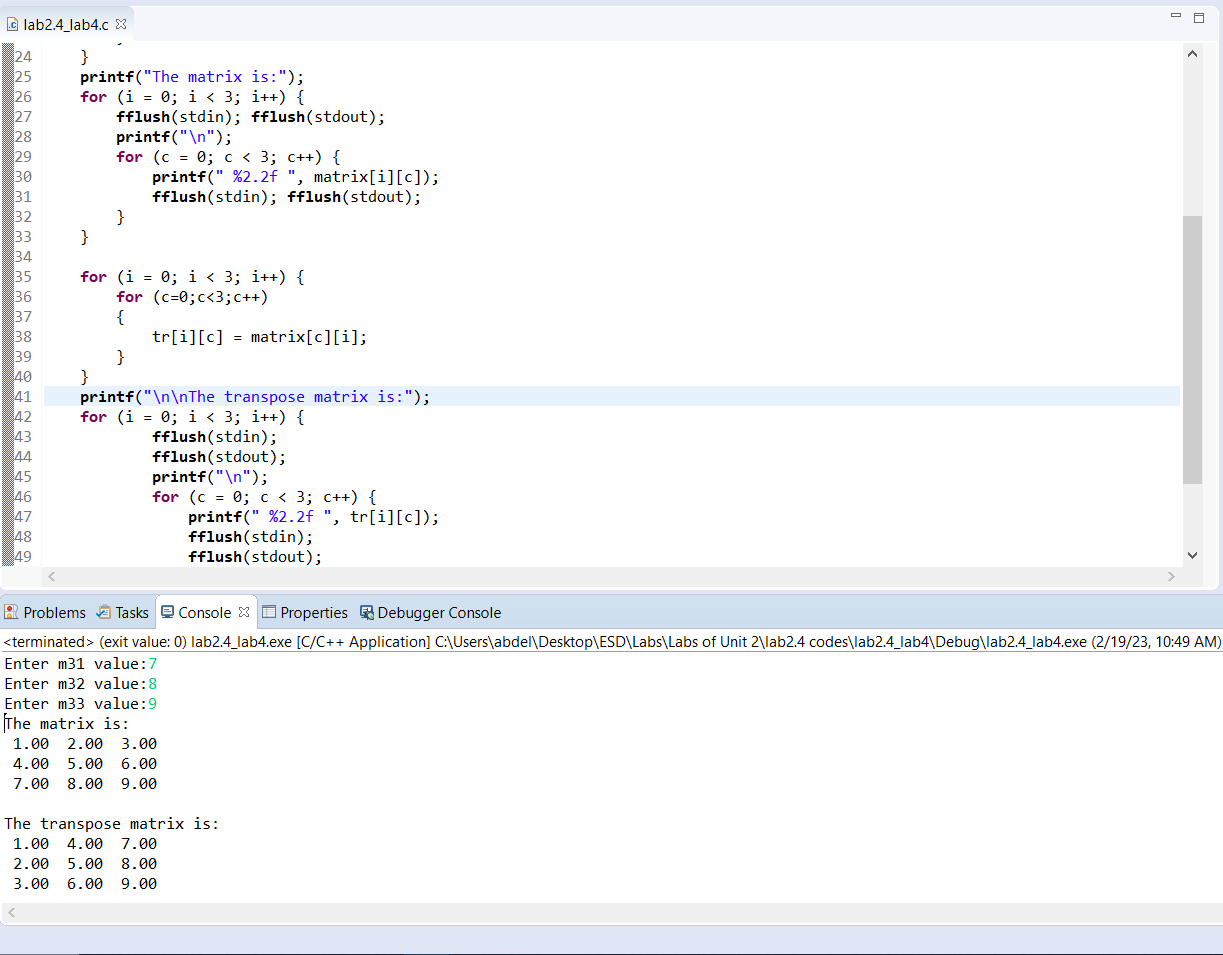 lab2.4_lab4.c
24 }
25 printf("The matrix is:");
26 for (i = 0; i < 3; i++) {
27 fflush(stdin); fflush(stdout);
28 printf("\n");
29 for (c = 0; c < 3; c++) {
30 printf(" %2.2f ", matrix[i][c]);
31 fflush(stdin); fflush(stdout);
32 }
33 }
34
35 for (i = 0; i < 3; i++) {
36 for (c=0;c<3;c++)
37 {
38 tr[i][c] = matrix[c][i];
39 }
40 }
41 printf("\n\nThe transpose matrix is:");
42 for (i = 0; i < 3; i++) {
43 fflush(stdin);
44 fflush(stdout);
45 printf("\n");
46 for (c = 0; c < 3; c++) {
47 printf(" %2.2f ", tr[i][c]);
48 fflush(stdin);
49 fflush(stdout);
Problems Tasks Console Properties Debugger Console
<terminated> (exit value: 0) lab2.4_lab4.exe [C/C++ Application] C:\Users\abdel\Desktop\ESD\Labs\Labs of Unit 2\lab2.4 codes\lab2.4_lab4\Debug\lab2.4_lab4.exe (2/19/23, 10:49 AM)
Enter m31 value:7
Enter m32 value:8
Enter m33 value:9
The matrix is:
1.00 2.00 3.00
4.00 5.00 6.00
7.00 8.00 9.00
The transpose matrix is:
1.00 4.00 7.00
2.00 5.00 8.00
3.00 6.00 9.00